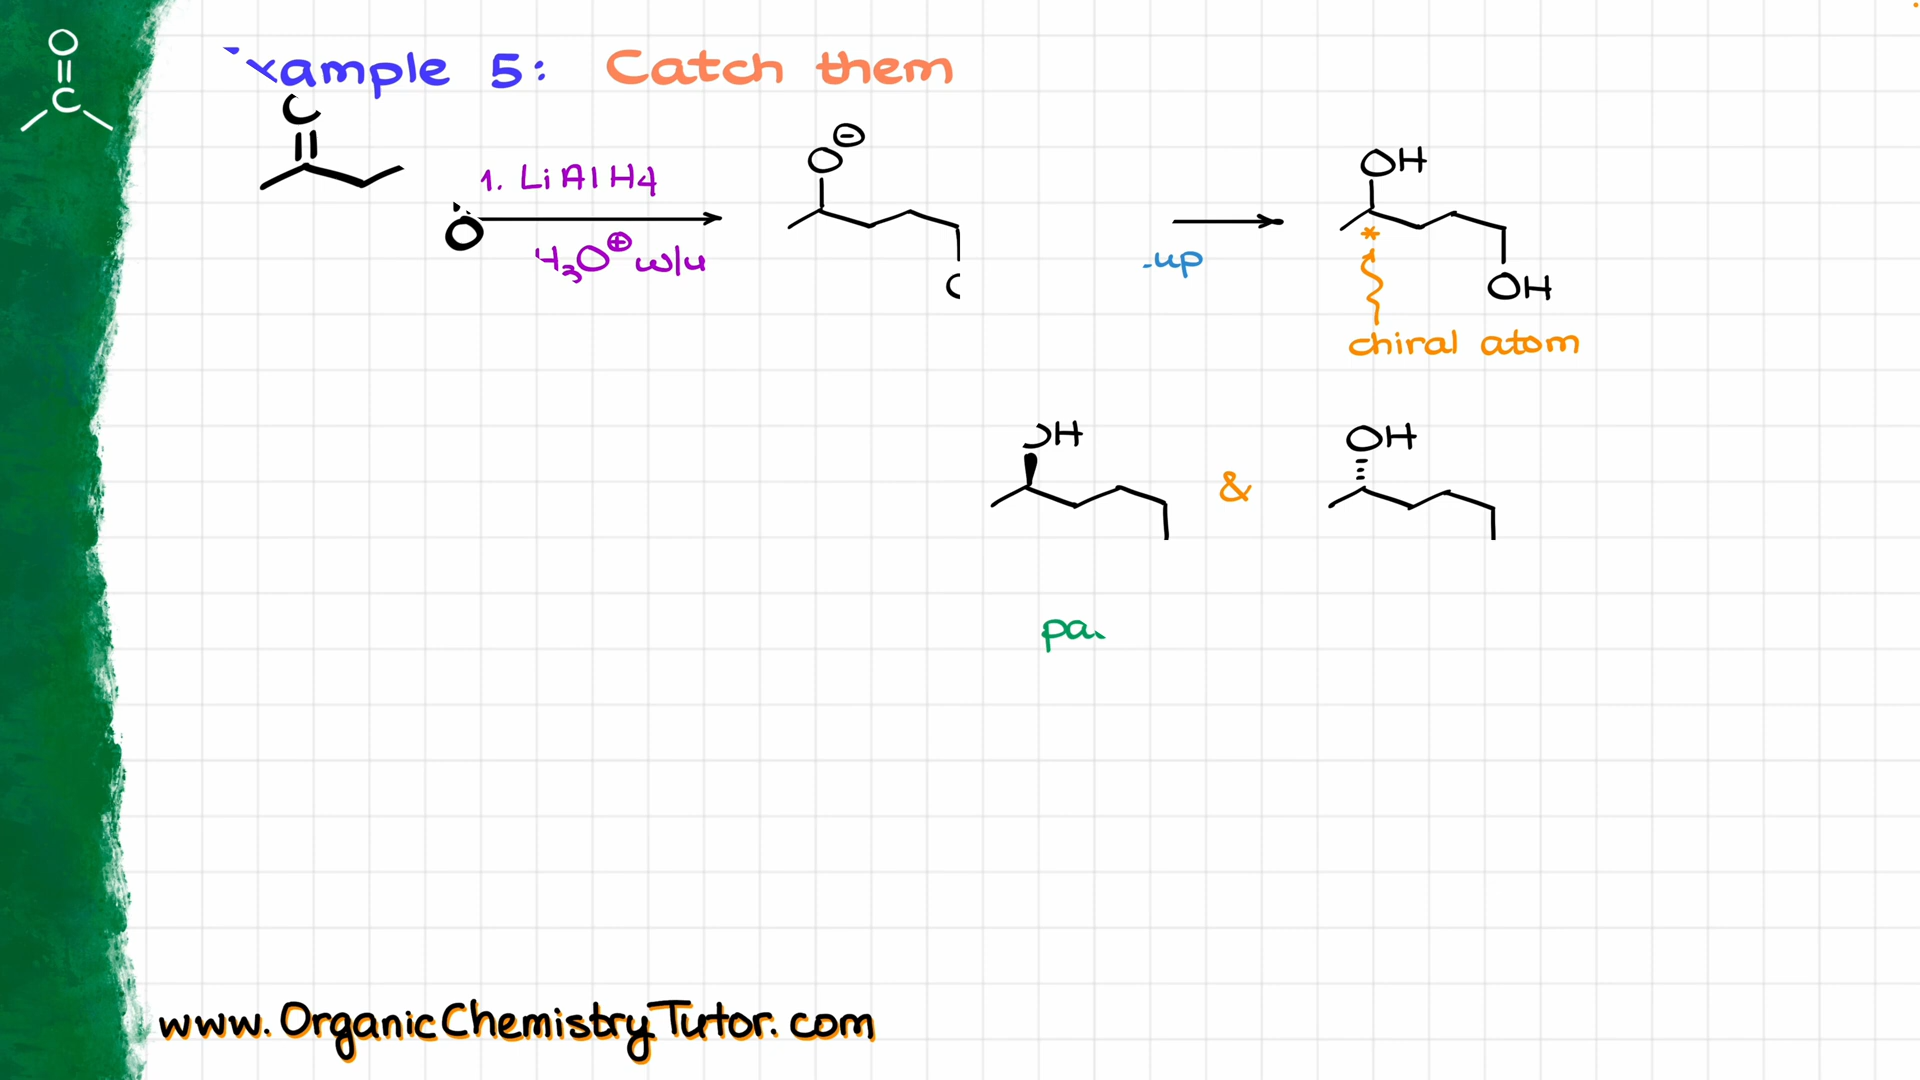 xample 5: Catch them
1. LiAlH4
H3O⊕ w/u
O⊖
O
-up
OH
OH
chiral atom
OH
&
OH
pa
www.OrganicChemistryTutor.com
O
C